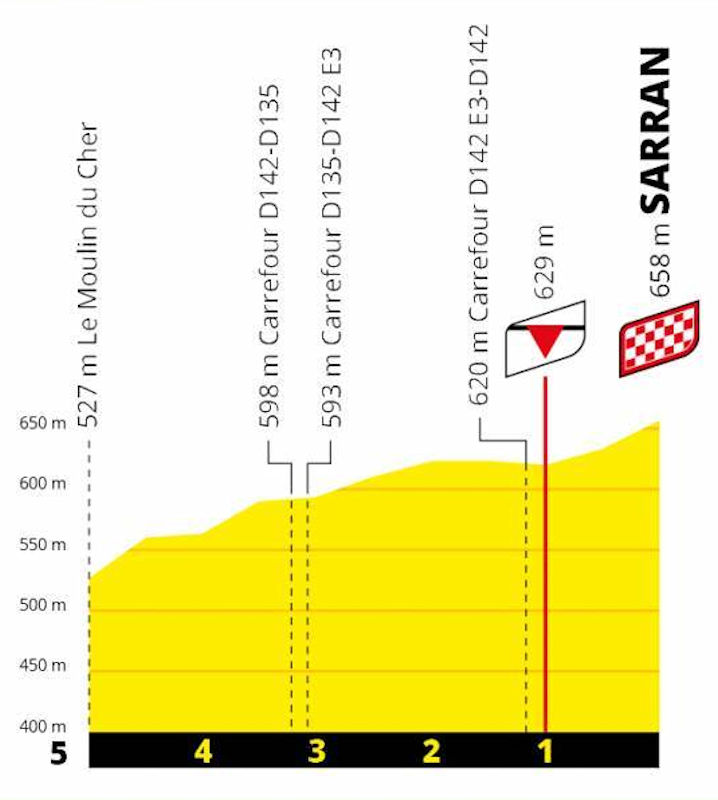 527 m Le Moulin du Cher
598 m Carrefour D142-D135
593 m Carrefour D135-D142 E3
620 m Carrefour D142 E3-D142
629 m
658 m SARRAN
650 m
600 m
550 m
500 m
450 m
400 m
5 4 3 2 1